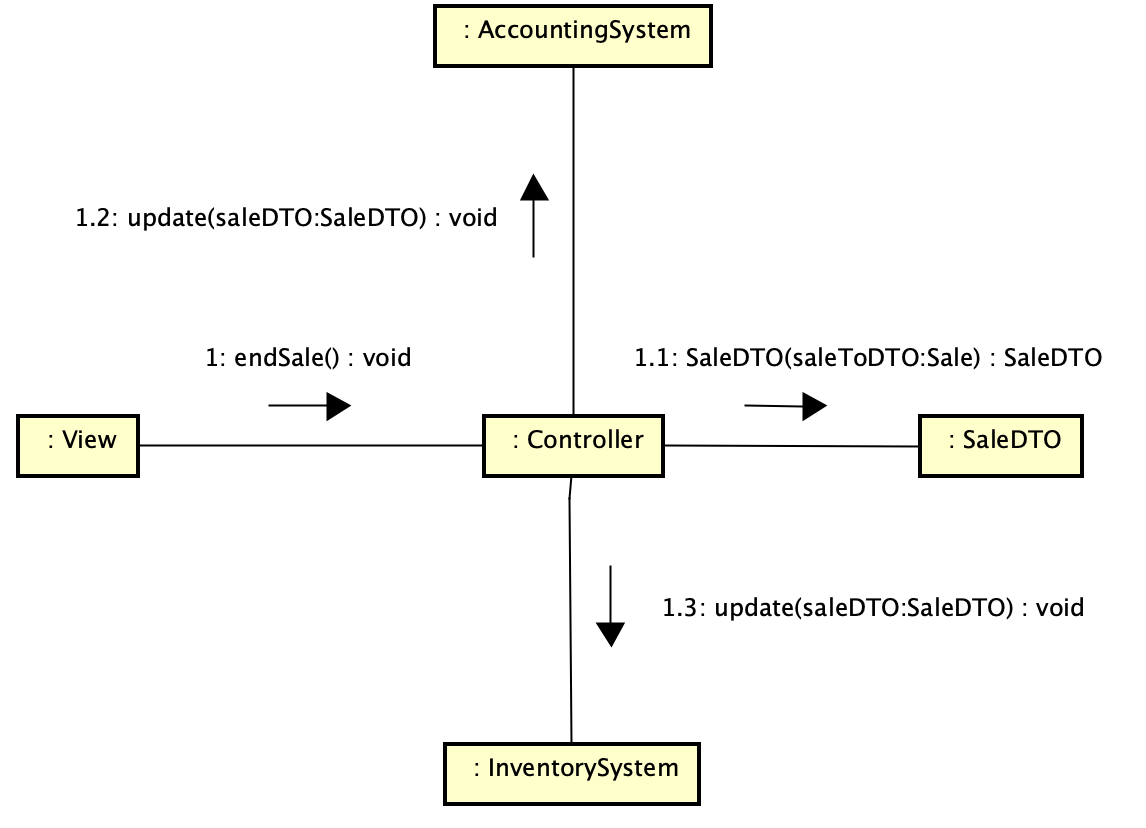 : AccountingSystem
1.2: update(saleDTO:SaleDTO) : void
1: endSale() : void
1.1: SaleDTO(saleToDTO:Sale) : SaleDTO
: View
: Controller
: SaleDTO
1.3: update(saleDTO:SaleDTO) : void
: InventorySystem